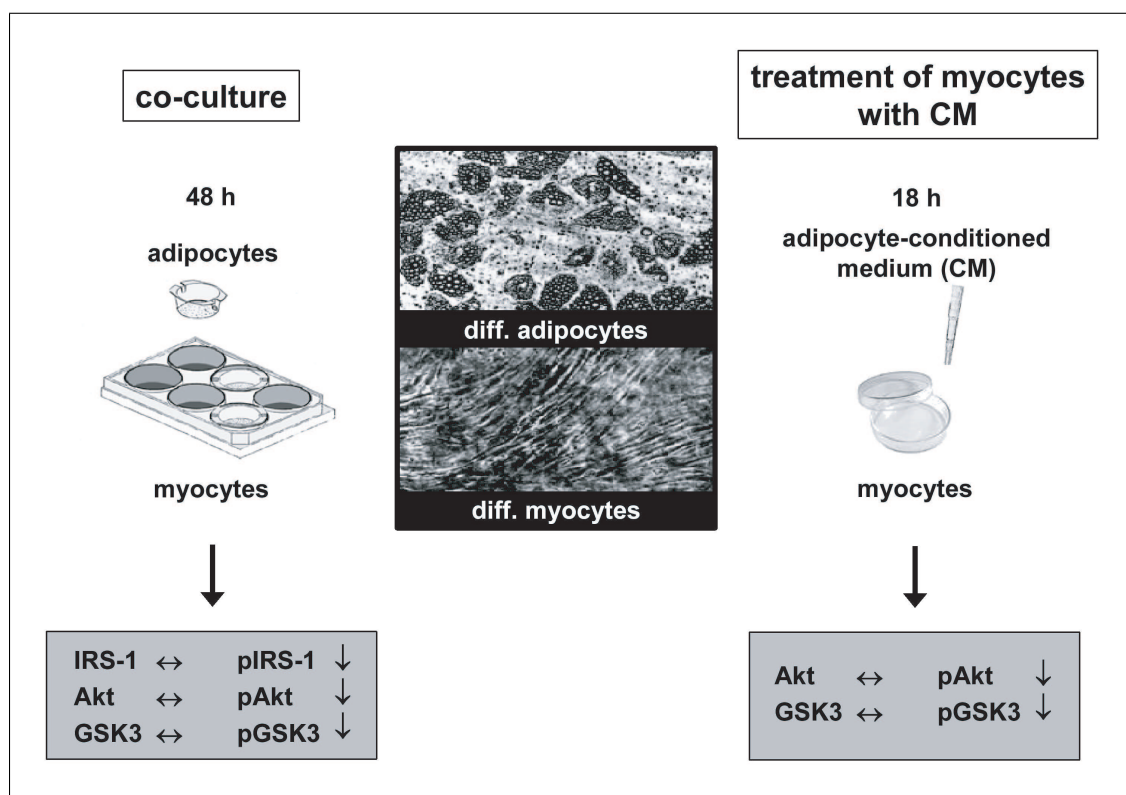 co-culture
48 h
adipocytes
myocytes
IRS-1 ↔ pIRS-1 ↓
Akt ↔ pAkt ↓
GSK3 ↔ pGSK3 ↓
diff. adipocytes
diff. myocytes
treatment of myocytes
with CM
18 h
adipocyte-conditioned
medium (CM)
myocytes
Akt ↔ pAkt ↓
GSK3 ↔ pGSK3 ↓